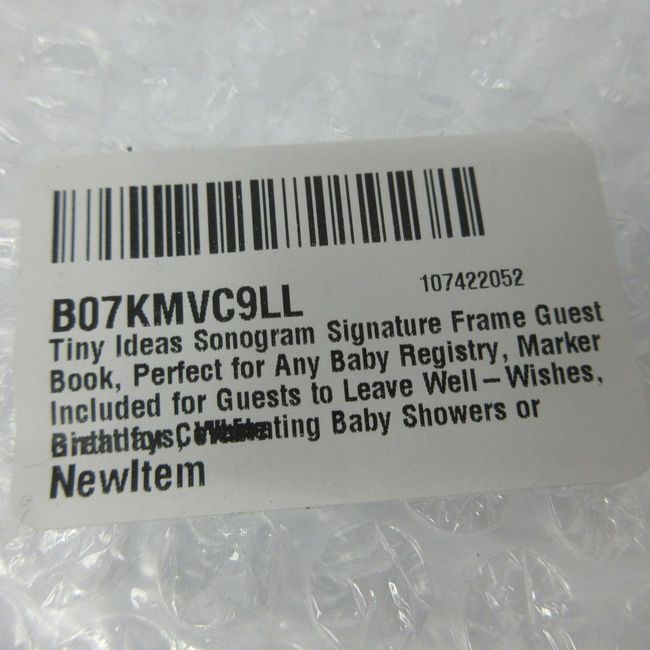 107422052
B07KMVC9LL
Tiny Ideas Sonogram Signature Frame Guest
Book, Perfect for Any Baby Registry, Marker
Included for Guests to Leave Well – Wishes,
Baby Showers or
NewItem